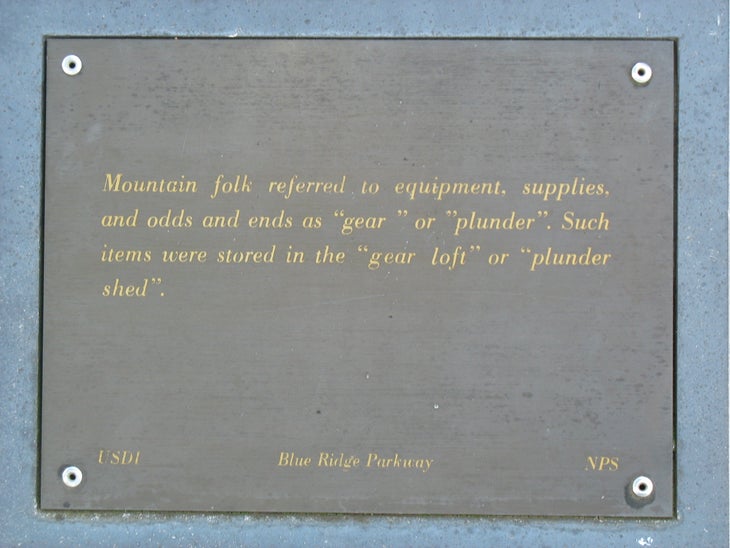 Mountain folk referred to equipment, supplies,
and odds and ends as “gear ” or ”plunder”. Such
items were stored in the “gear loft” or “plunder
shed”.
USDI Blue Ridge Parkway NPS